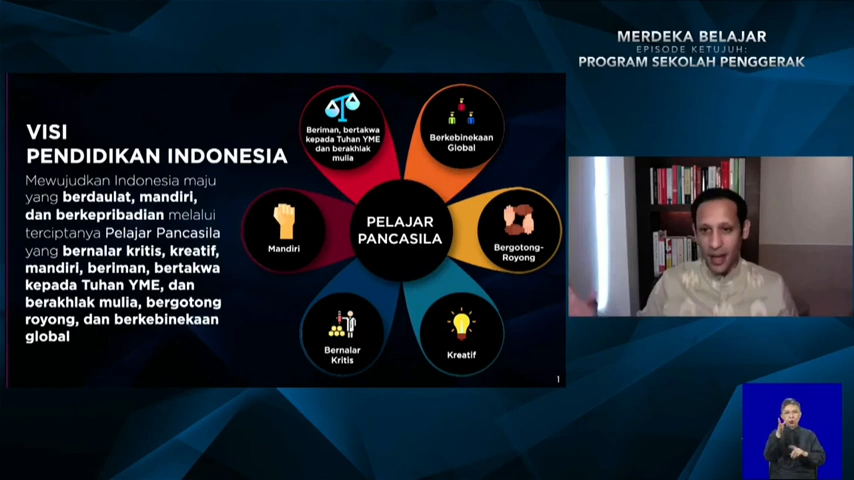 MERDEKA BELAJAR
EPISODE KETUJUH:
PROGRAM SEKOLAH PENGGERAK
VISI
PENDIDIKAN INDONESIA
Mewujudkan Indonesia maju
yang berdaulat, mandiri,
dan berkepribadian melalui
terciptanya Pelajar Pancasila
yang bernalar kritis, kreatif,
mandiri, beriman, bertakwa
kepada Tuhan YME, dan
berakhlak mulia, bergotong
royong, dan berkebinekaan
global
Beriman, bertakwa
kepada Tuhan YME
dan berakhlak
mulia
Berkebinekaan
Global
Mandiri
PELAJAR
PANCASILA
Bergotong-
Royong
Bernalar
Kritis
Kreatif
1